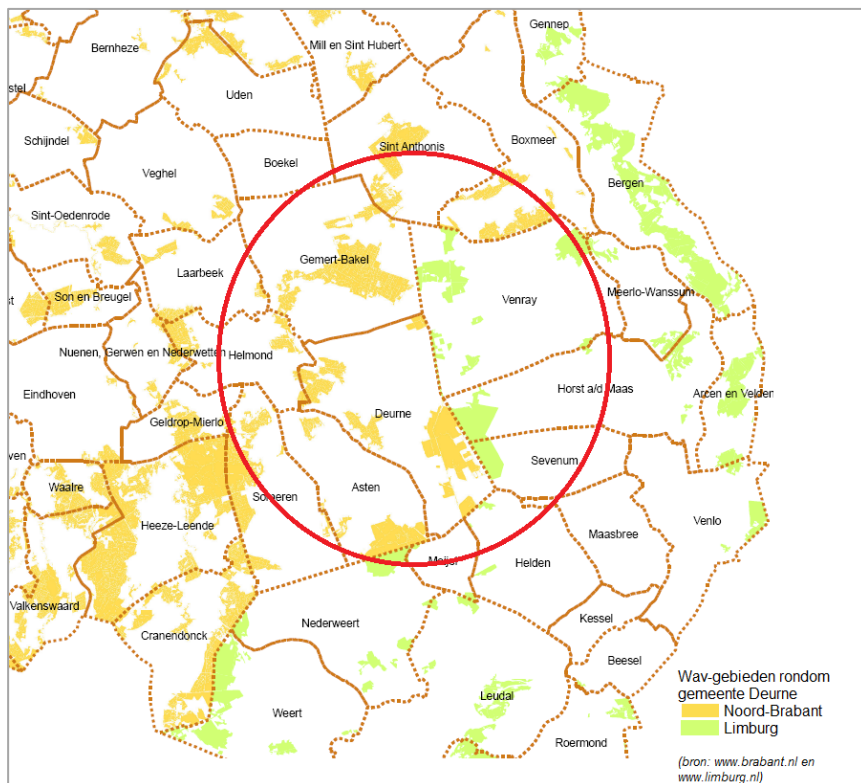 Gennep
Bernheze
Mill en Sint Hubert
stel
Uden
Schijndel
Sint Anthonis
Boxmeer
Boekel
Veghel
Bergen
Sint-Oedenrode
Gemert-Bakel
Laarbeek
Meerlo-Wanssum
st
Son en Breugel
Venray
Nuenen, Gerwen en Nederwetten
Helmond
Eindhoven
Horst a/d Maas
Arcen en Velden
Deurne
Geldrop-Mierlo
ven
Sevenum
Waalre
Asten
Someren
Heeze-Leende
Venlo
Maasbree
Meijel
Helden
Valkenswaard
Kessel
Nederweert
Cranendonck
Beesel
Leudal
Weert
Roermond
Wav-gebieden rondom
gemeente Deurne
Noord-Brabant
Limburg
(bron: www.brabant.nl en
www.limburg.nl)